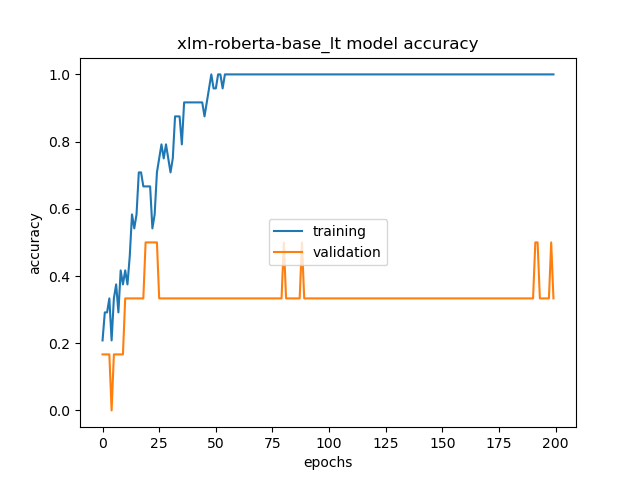 xlm-roberta-base_lt model accuracy
1.0
0.8
0.6
0.4
0.2
0.0
accuracy
training
validation
0 25 50 75 100 125 150 175 200
epochs